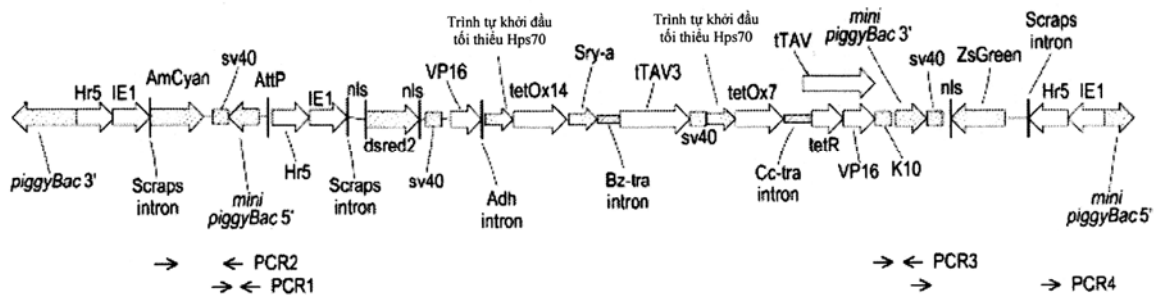 Trình tự khởi đầu
tối thiểu Hps70
Trình tự khởi đầu
tối thiểu Hps70
tTAV
mini
piggyBac 3'
Scraps
intron
sv40
AmCyan
AttP
Hr5
IE1
IE1
nls
nls
VP16
tetOx14
Sry-a
tTAV3
tetOx7
sv40
nls
ZsGreen
Hr5
IE1
dsred2
sv40
tetR
piggyBac 3'
Scraps
intron
mini
piggyBac 5'
Hr5
Scraps
intron
sv40
Adh
intron
Bz-tra
intron
Cc-tra
intron
VP16
K10
mini
piggyBac 5'
PCR2
PCR1
PCR3
PCR4